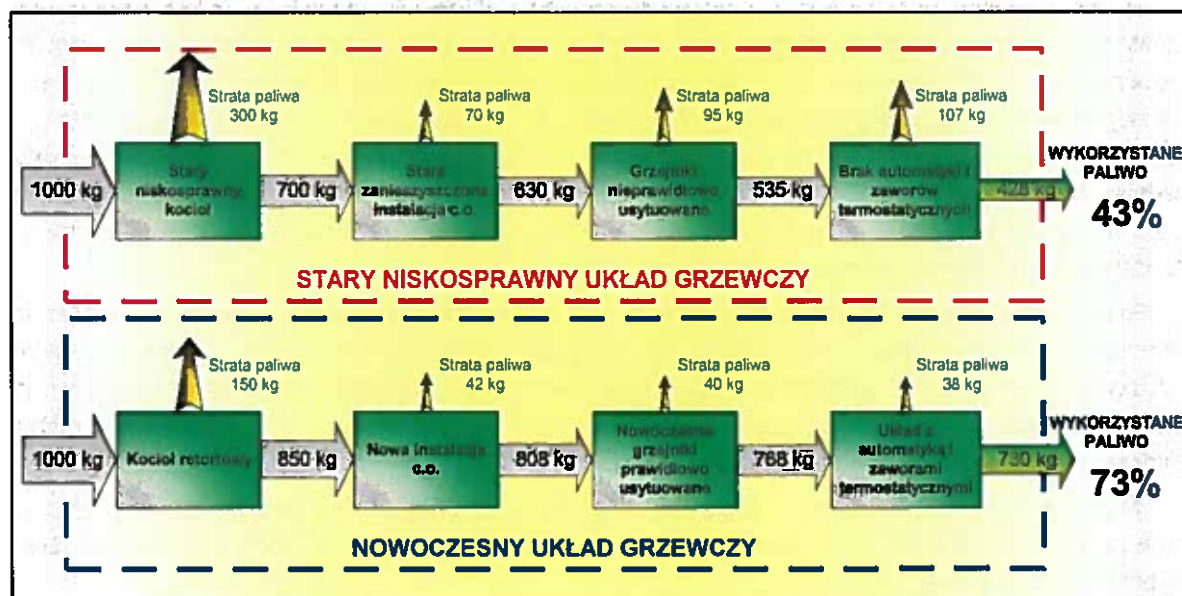 Strata paliwa
300 kg
Strata paliwa
70 kg
Strata paliwa
95 kg
Strata paliwa
107 kg
1000 kg
Stary
niskosprawny
kocioł
700 kg
Stara
zanieszyszczona
instalacja c.o.
630 kg
Grzejniki
nieprawidłowo
usytuowane
535 kg
Brak automatyki i
zaworów
termostatycznych
428 kg
WYKORZYSTANE
PALIWO
43%
STARY NISKOSPRAWNY UKŁAD GRZEWCZY
Strata paliwa
150 kg
Strata paliwa
42 kg
Strata paliwa
40 kg
Strata paliwa
38 kg
1000 kg
Kocioł retortowy
850 kg
Nowa instalacja
c.o.
808 kg
Nowoczesne
grzejniki
prawidłowo
usytuowane
768 kg
Układ z
automatyką i
zaworami
termostatycznymi
730 kg
WYKORZYSTANE
PALIWO
73%
NOWOCZESNY UKŁAD GRZEWCZY